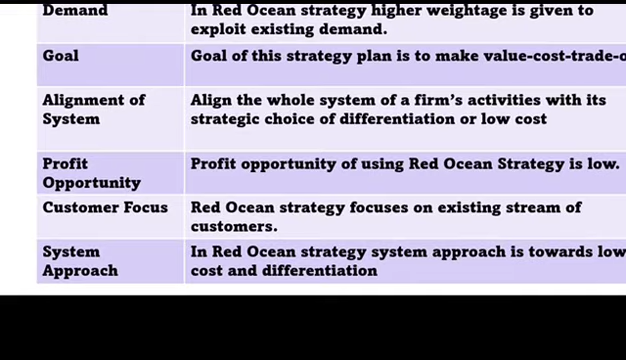 Demand
In Red Ocean strategy higher weightage is given to
exploit existing demand.
Goal
Goal of this strategy plan is to make value-cost-trade-o
Alignment of
System
Align the whole system of a firm's activities with its
strategic choice of differentiation or low cost
Profit
Opportunity
Profit opportunity of using Red Ocean Strategy is low.
Customer Focus
Red Ocean strategy focuses on existing stream of
customers.
System
Approach
In Red Ocean strategy system approach is towards low
cost and differentiation